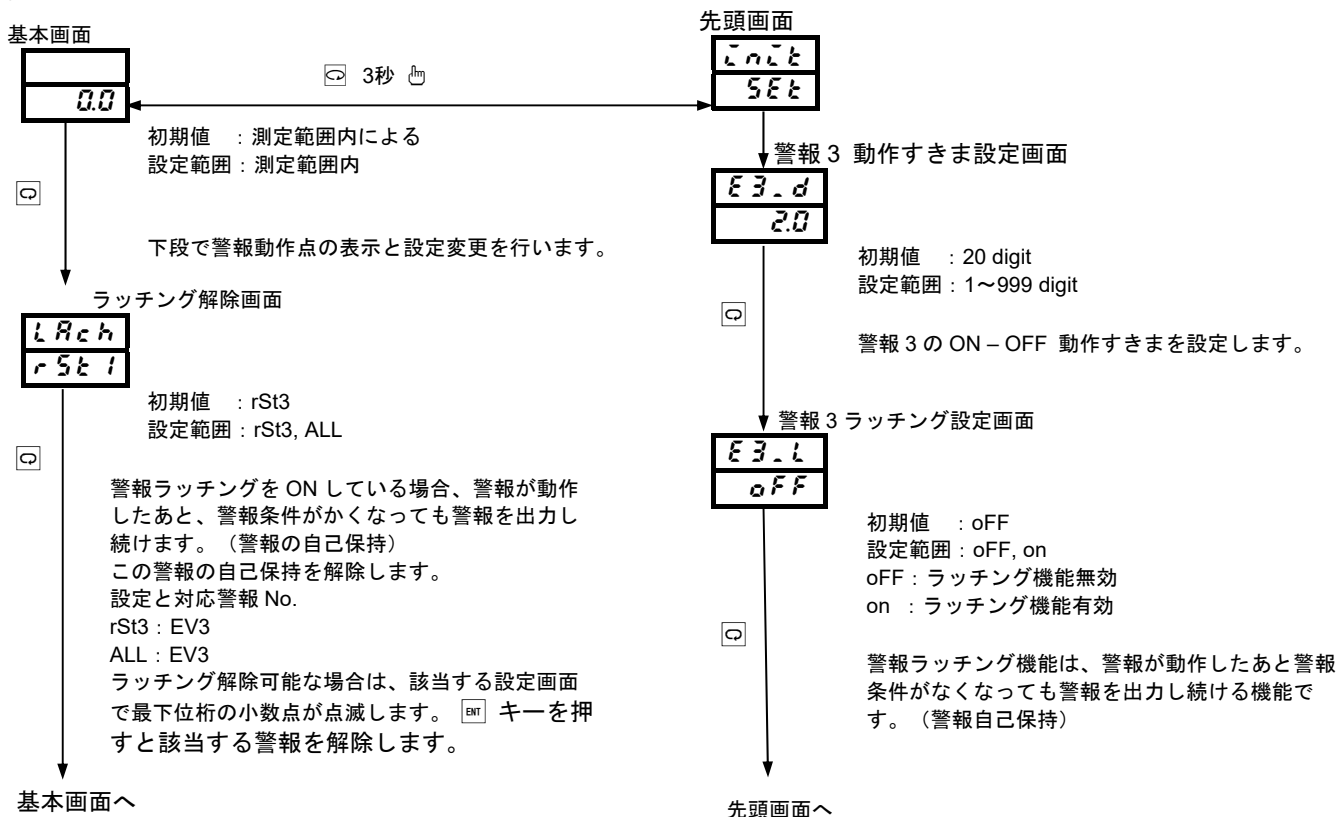 基本画面
0.0
3秒
初期値　：測定範囲内による
設定範囲：測定範囲内
下段で警報動作点の表示と設定変更を行います。
ラッチング解除画面
LAch
rSt1
初期値　：rSt3
設定範囲：rSt3, ALL
警報ラッチングを ON している場合、警報が動作
したあと、警報条件がかくなっても警報を出力し
続けます。（警報の自己保持）
この警報の自己保持を解除します。
設定と対応警報 No.
rSt3：EV3
ALL：EV3
ラッチング解除可能な場合は、該当する設定画面
で最下位桁の小数点が点滅します。 ENT キーを押
すと該当する警報を解除します。
基本画面へ
先頭画面
init
SEt
警報 3 動作すきま設定画面
E3_d
2.0
初期値　：20 digit
設定範囲：1～999 digit
警報 3 の ON – OFF 動作すきまを設定します。
警報 3 ラッチング設定画面
E3_L
oFF
初期値　：oFF
設定範囲：oFF, on
oFF：ラッチング機能無効
on ：ラッチング機能有効
警報ラッチング機能は、警報が動作したあと警報
条件がなくなっても警報を出力し続ける機能で
す。（警報自己保持）
先頭画面へ